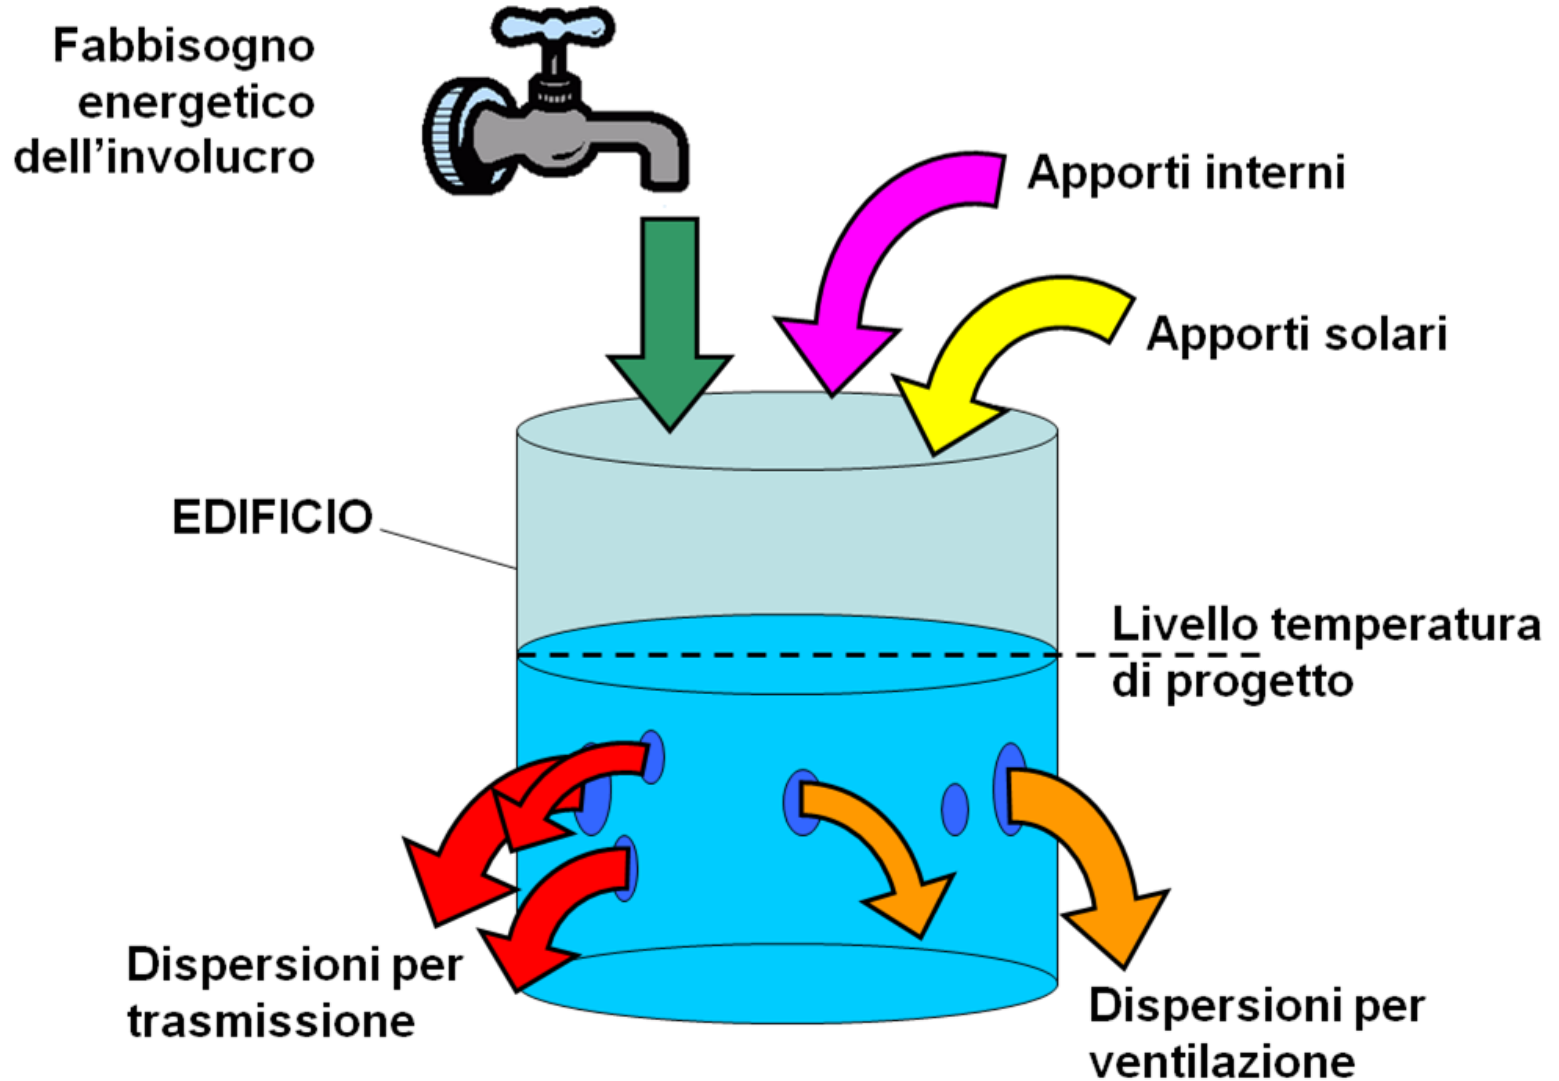 Fabbisogno
energetico
dell'involucro
Apporti interni
Apporti solari
EDIFICIO
Livello temperatura
di progetto
Dispersioni per
trasmissione
Dispersioni per
ventilazione